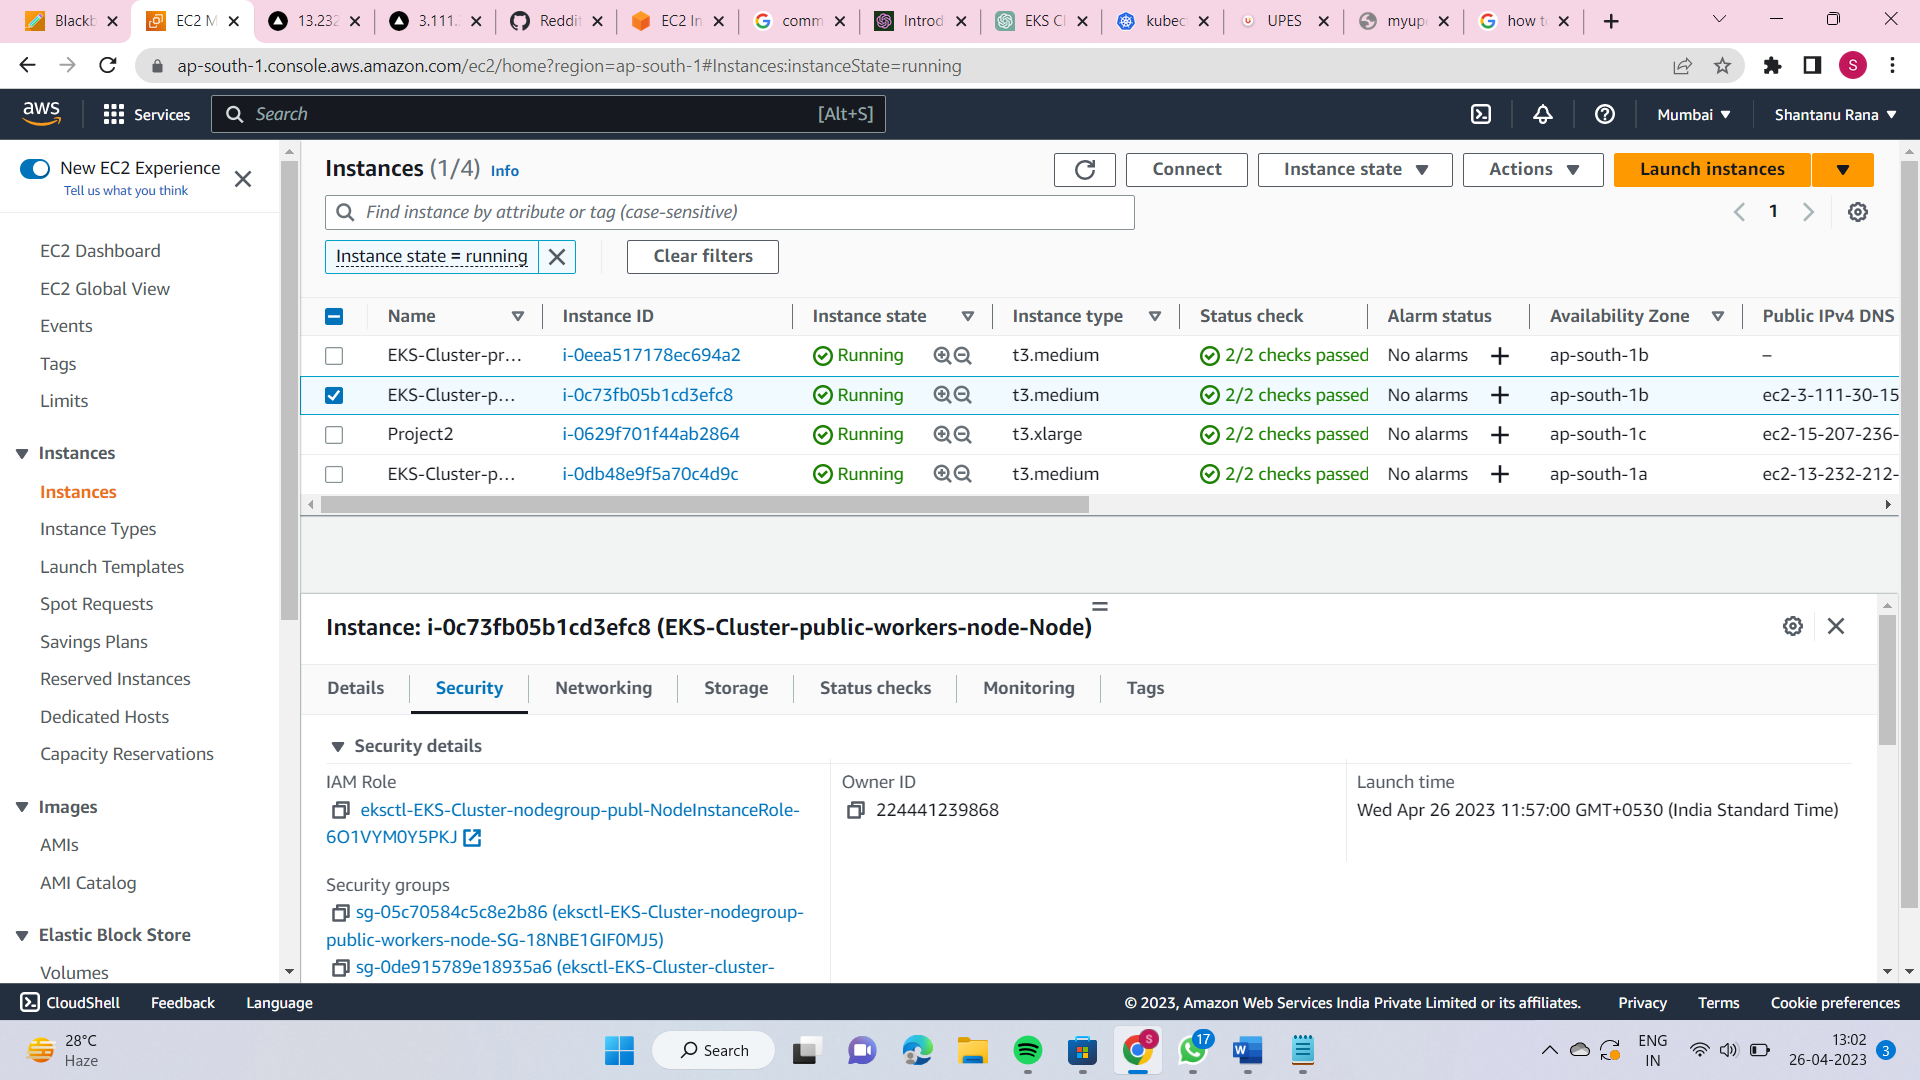 Blackb
EC2 M
13.232
3.111.
Reddit
EC2 In
comm
Introd
EKS Cl
kubec
UPES
myup
how t
ap-south-1.console.aws.amazon.com/ec2/home?region=ap-south-1#Instances:instanceState=running
S
aws
Services
Search
[Alt+S]
Mumbai
Shantanu Rana
New EC2 Experience
Tell us what you think
EC2 Dashboard
EC2 Global View
Events
Tags
Limits
Instances
Instances
Instance Types
Launch Templates
Spot Requests
Savings Plans
Reserved Instances
Dedicated Hosts
Capacity Reservations
Images
AMIs
AMI Catalog
Elastic Block Store
Volumes
Instances (1/4) Info
Connect
Instance state
Actions
Launch instances
Find instance by attribute or tag (case-sensitive)
1
Instance state = running
Clear filters
Name Instance ID Instance state Instance type Status check Alarm status Availability Zone Public IPv4 DNS
EKS-Cluster-pr... i-0eea517178ec694a2 Running t3.medium 2/2 checks passed No alarms + ap-south-1b –
EKS-Cluster-p... i-0c73fb05b1cd3efc8 Running t3.medium 2/2 checks passed No alarms + ap-south-1b ec2-3-111-30-15
Project2 i-0629f701f44ab2864 Running t3.xlarge 2/2 checks passed No alarms + ap-south-1c ec2-15-207-236-
EKS-Cluster-p... i-0db48e9f5a70c4d9c Running t3.medium 2/2 checks passed No alarms + ap-south-1a ec2-13-232-212-
Instance: i-0c73fb05b1cd3efc8 (EKS-Cluster-public-workers-node-Node)
Details Security Networking Storage Status checks Monitoring Tags
Security details
IAM Role
eksctl-EKS-Cluster-nodegroup-publ-NodeInstanceRole-
6O1VYM0Y5PKJ
Owner ID
224441239868
Launch time
Wed Apr 26 2023 11:57:00 GMT+0530 (India Standard Time)
Security groups
sg-05c70584c5c8e2b86 (eksctl-EKS-Cluster-nodegroup-
public-workers-node-SG-18NBE1GIF0MJ5)
sg-0de915789e18935a6 (eksctl-EKS-Cluster-cluster-
CloudShell
Feedback
Language
© 2023, Amazon Web Services India Private Limited or its affiliates.
Privacy
Terms
Cookie preferences
28°C
Haze
Search
S
17
W
ENG
IN
13:02
26-04-2023
3